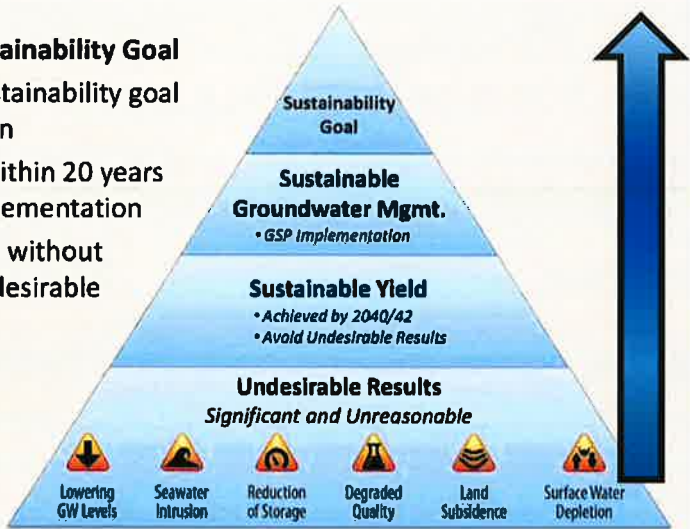 ainability Goal
tainability goal
n
ithin 20 years
ementation
without
desirable
Sustainability
Goal
Sustainable
Groundwater Mgmt.
• GSP Implementation
Sustainable Yield
• Achieved by 2040/42
• Avoid Undesirable Results
Undesirable Results
Significant and Unreasonable
Lowering
GW Levels
Seawater
Intrusion
Reduction
of Storage
Degraded
Quality
Land
Subsidence
Surface Water
Depletion